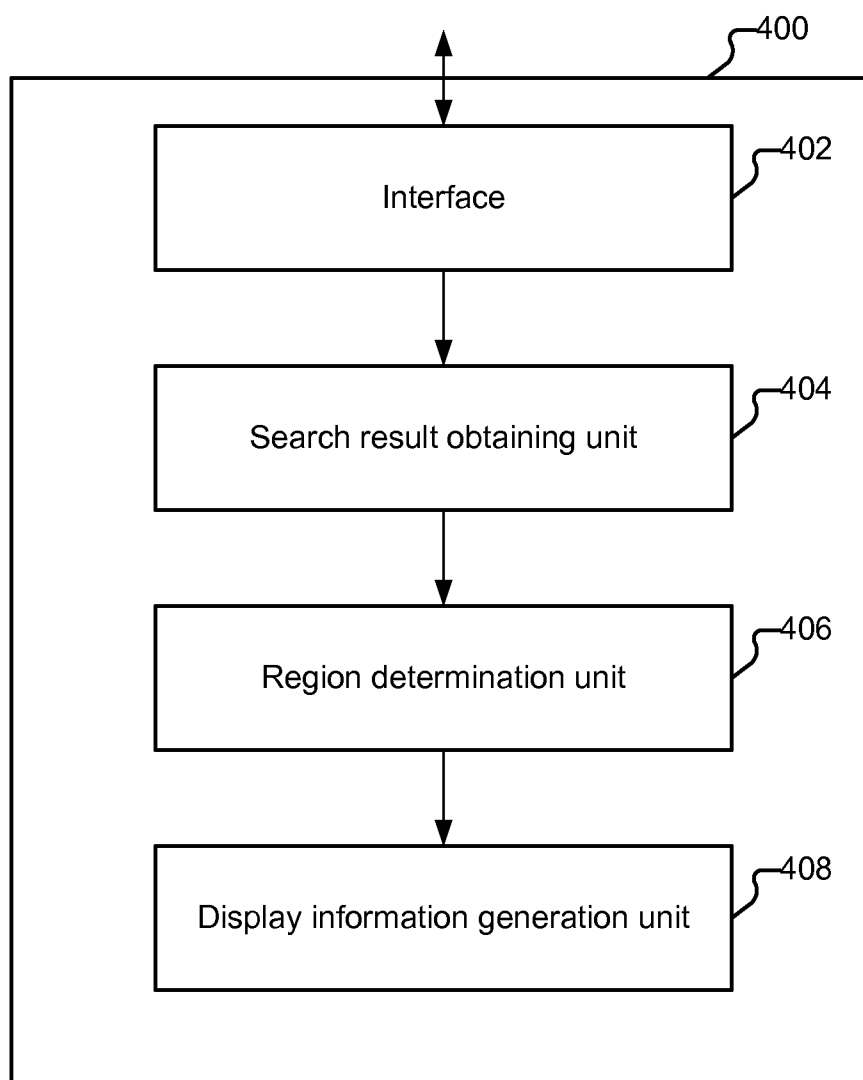 400
402
Interface
404
Search result obtaining unit
406
Region determination unit
408
Display information generation unit